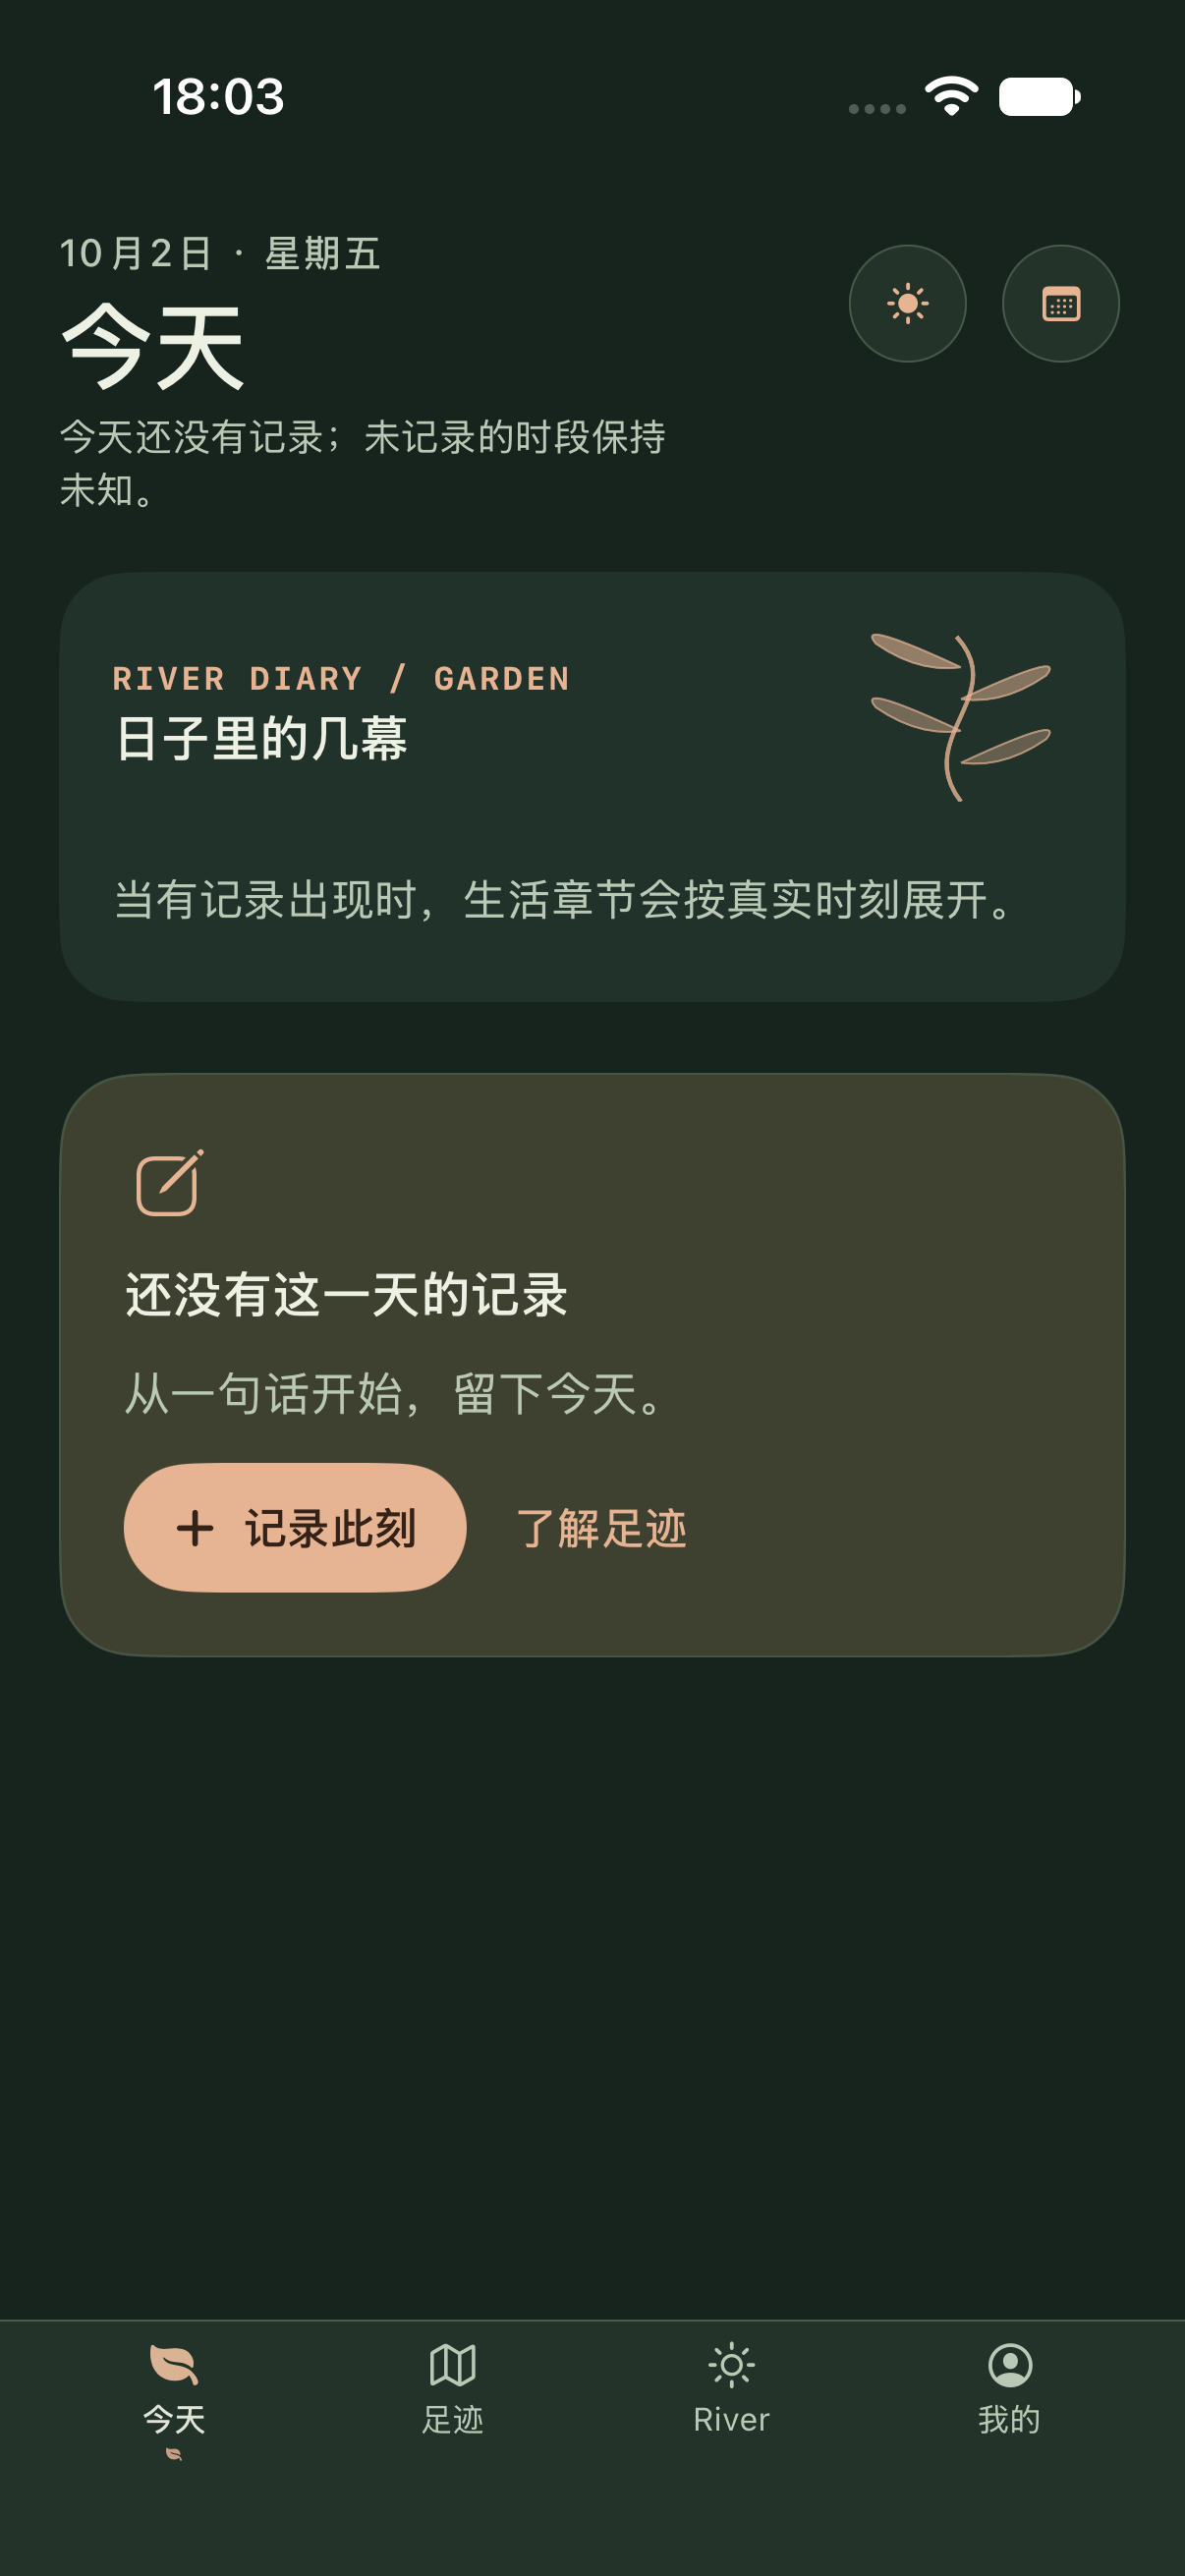 18:03
10月2日 · 星期五
今天
今天还没有记录；未记录的时段保持
未知。
RIVER DIARY / GARDEN
日子里的几幕
当有记录出现时，生活章节会按真实时刻展开。
还没有这一天的记录
从一句话开始，留下今天。
+ 记录此刻
了解足迹
今天
足迹
River
我的